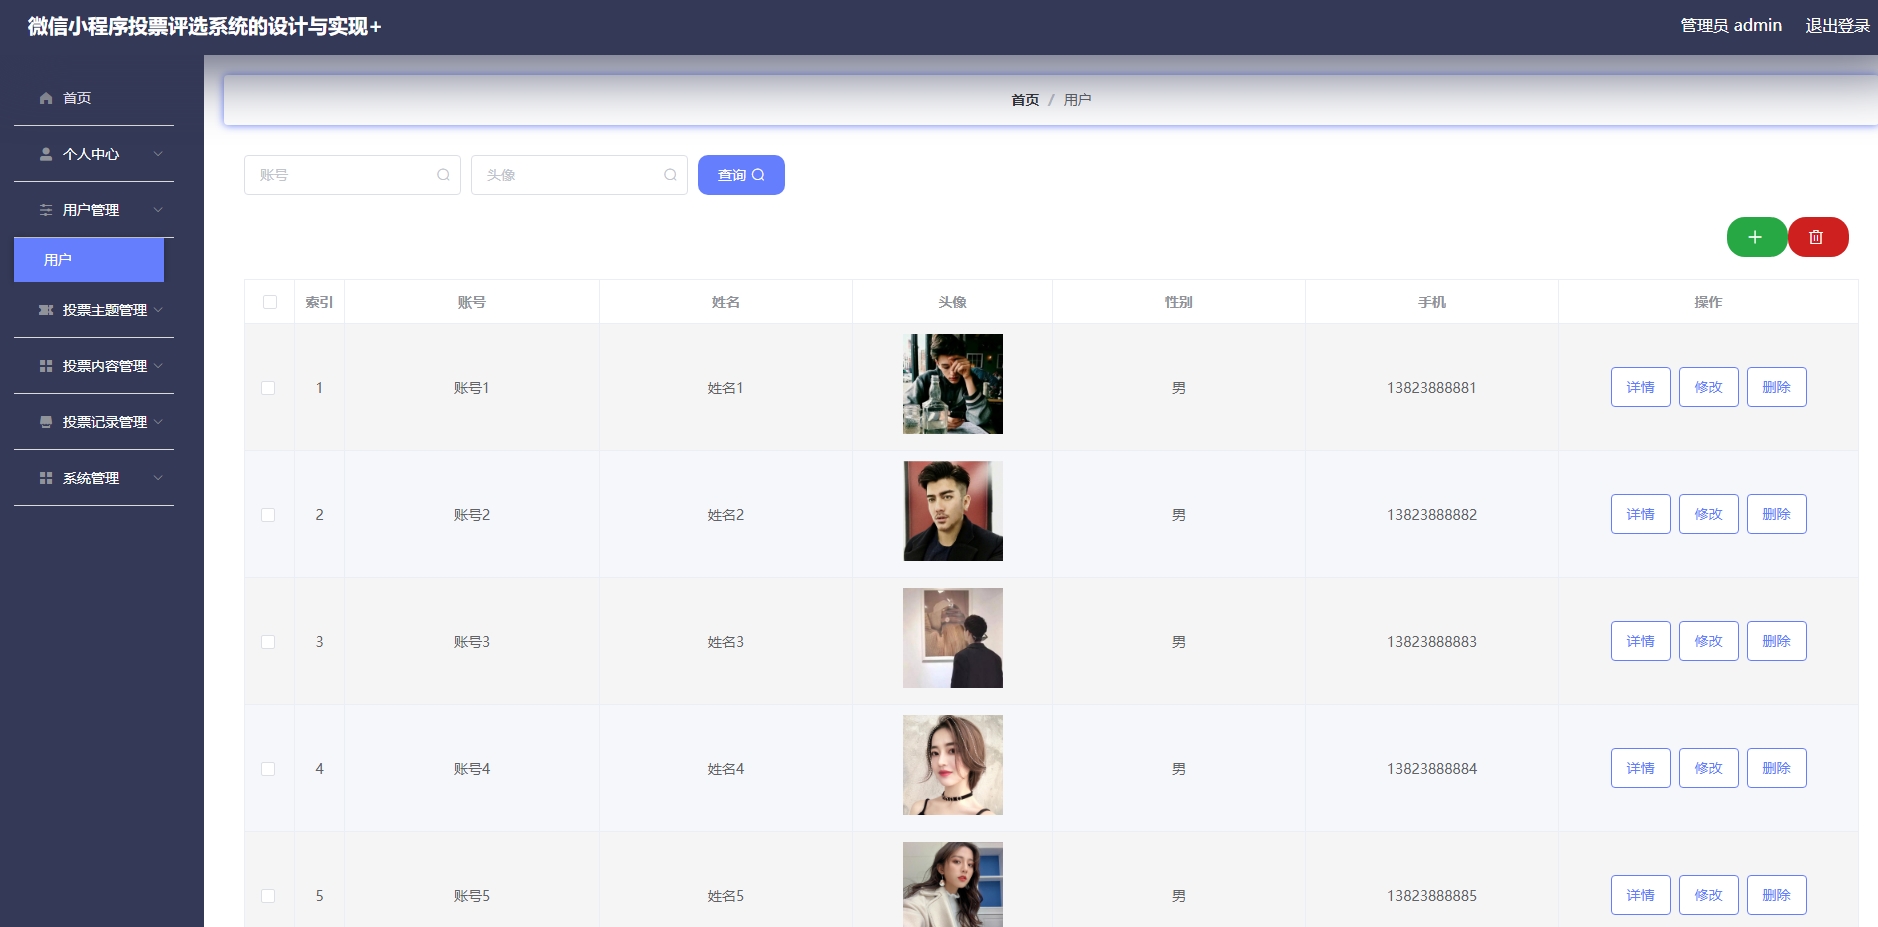 微信小程序投票评选系统的设计与实现+
管理员 admin 退出登录
首页
个人中心
用户管理
用户
投票主题管理
投票内容管理
投票记录管理
系统管理
首页 / 用户
账号 头像 查询
索引 账号 姓名 头像 性别 手机 操作
1 账号1 姓名1 男 13823888881 详情 修改 删除
2 账号2 姓名2 男 13823888882 详情 修改 删除
3 账号3 姓名3 男 13823888883 详情 修改 删除
4 账号4 姓名4 男 13823888884 详情 修改 删除
5 账号5 姓名5 男 13823888885 详情 修改 删除